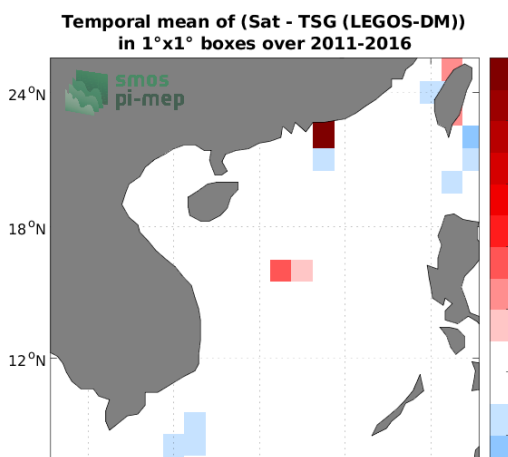 Temporal mean of (Sat - TSG (LEGOS-DM))
in 1°x1° boxes over 2011-2016
smos
pi-mep
24°N
18°N
12°N